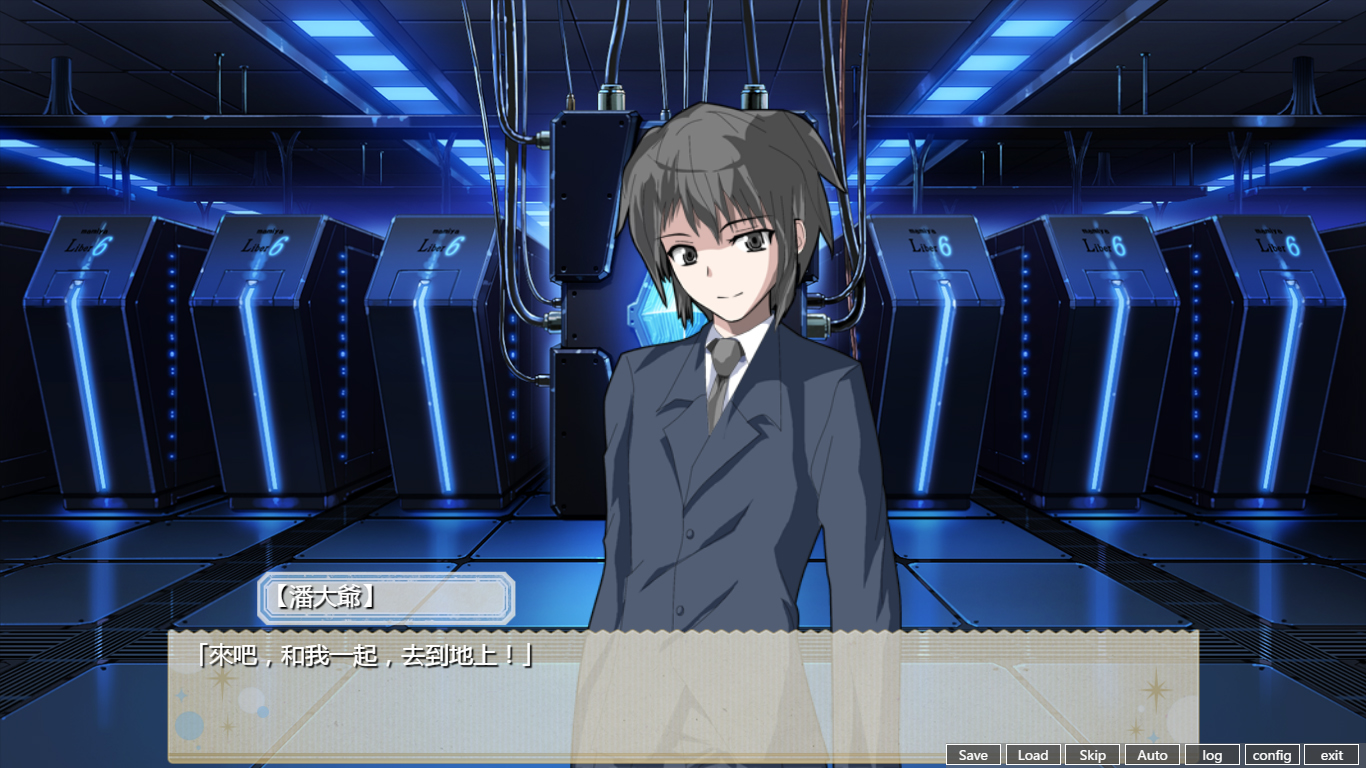 Liber6
Liber6
Liber6
Liber6
Liber6
Liber6
【潘大爺】
「來吧，和我一起，去到地上！」
Save Load Skip Auto log config exit